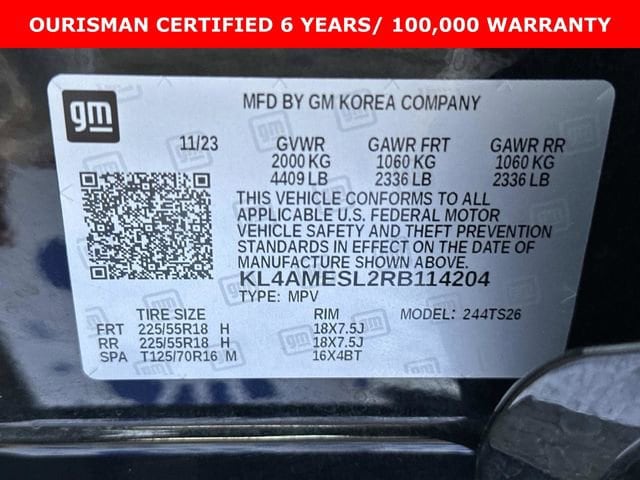 OURISMAN CERTIFIED 6 YEARS/ 100,000 WARRANTY
gm
MFD BY GM KOREA COMPANY
11/23 GVWR GAWR FRT GAWR RR
2000 KG 1060 KG 1060 KG
4409 LB 2336 LB 2336 LB
THIS VEHICLE CONFORMS TO ALL
APPLICABLE U.S. FEDERAL MOTOR
VEHICLE SAFETY AND THEFT PREVENTION
STANDARDS IN EFFECT ON THE DATE OF
MANUFACTURE SHOWN ABOVE.
KL4AMESL2RB114204
TYPE: MPV
TIRE SIZE RIM MODEL: 244TS26
FRT 225/55R18 H 18X7.5J
RR 225/55R18 H 18X7.5J
SPA T125/70R16 M 16X4BT